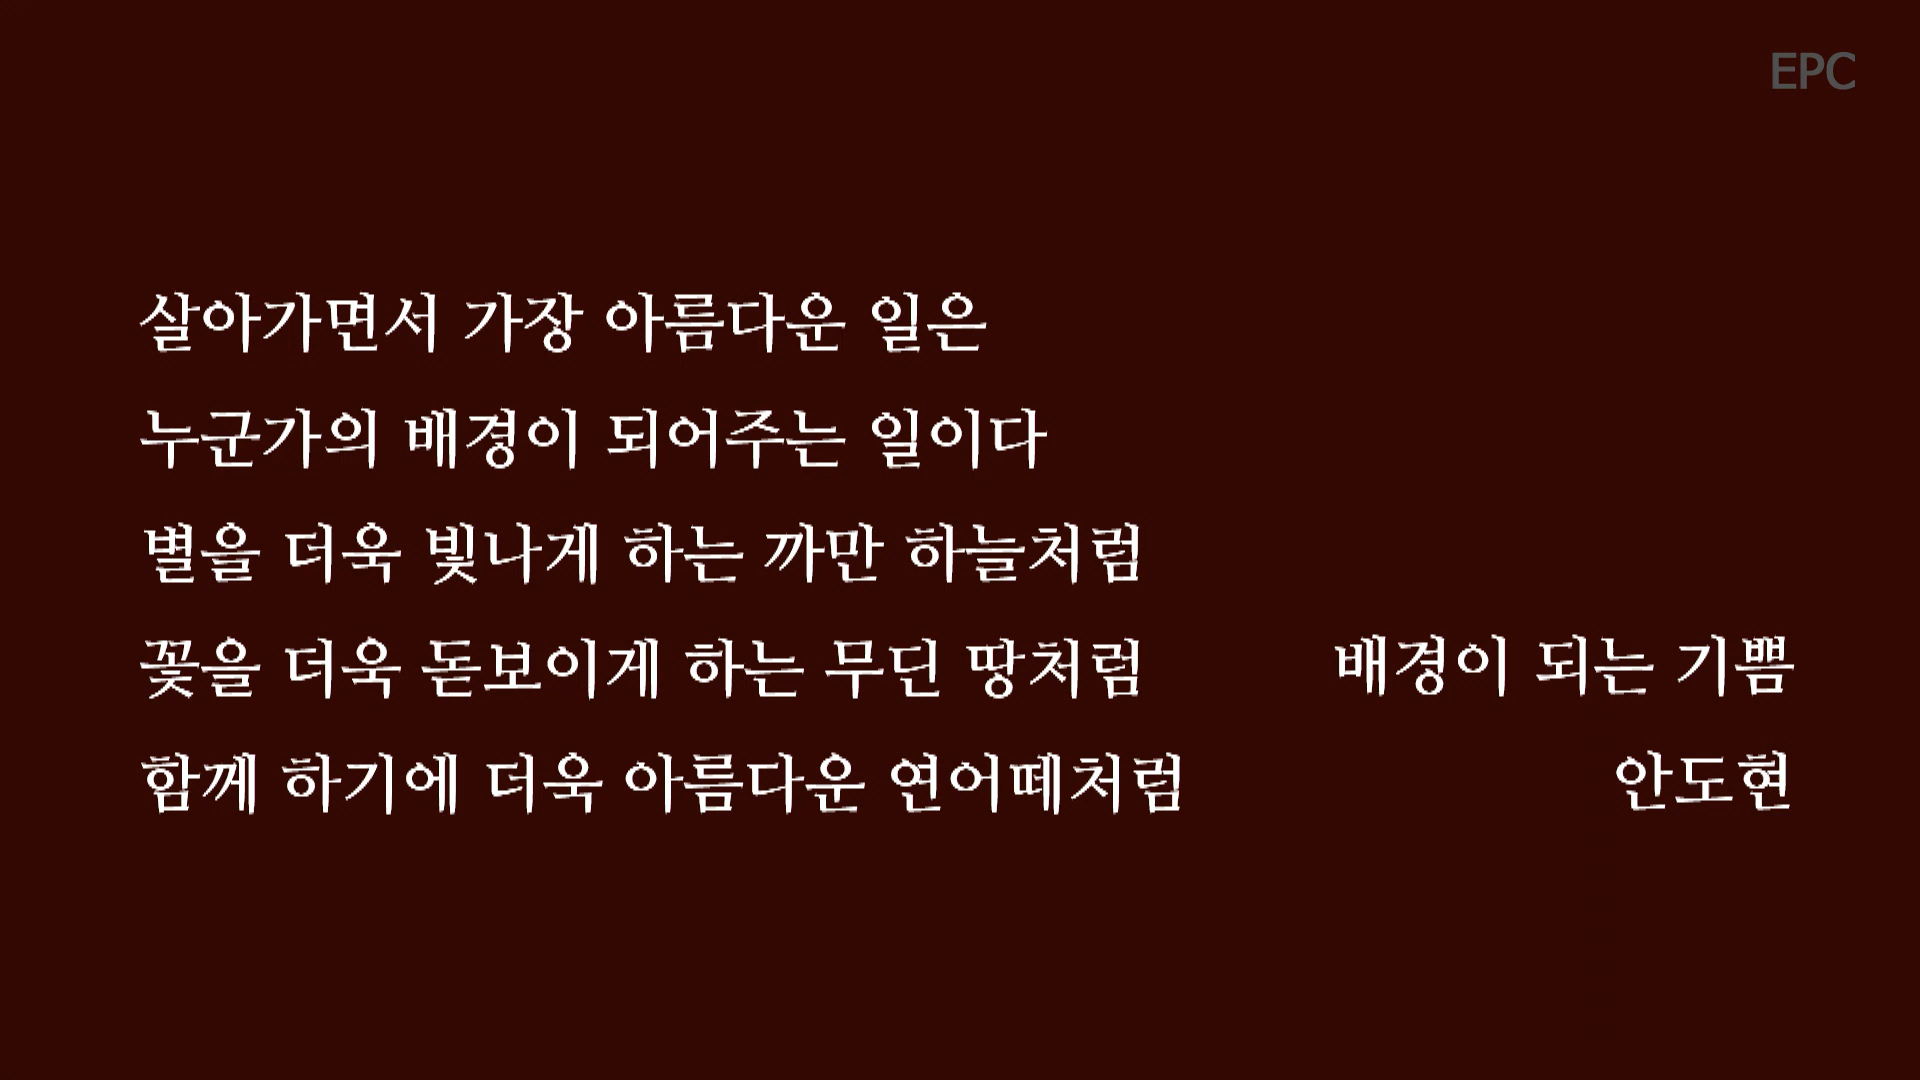 EPC
살아가면서 가장 아름다운 일은
누군가의 배경이 되어주는 일이다
별을 더욱 빛나게 하는 까만 하늘처럼
꽃을 더욱 돋보이게 하는 무딘 땅처럼
함께 하기에 더욱 아름다운 연어떼처럼
배경이 되는 기쁨
안도현